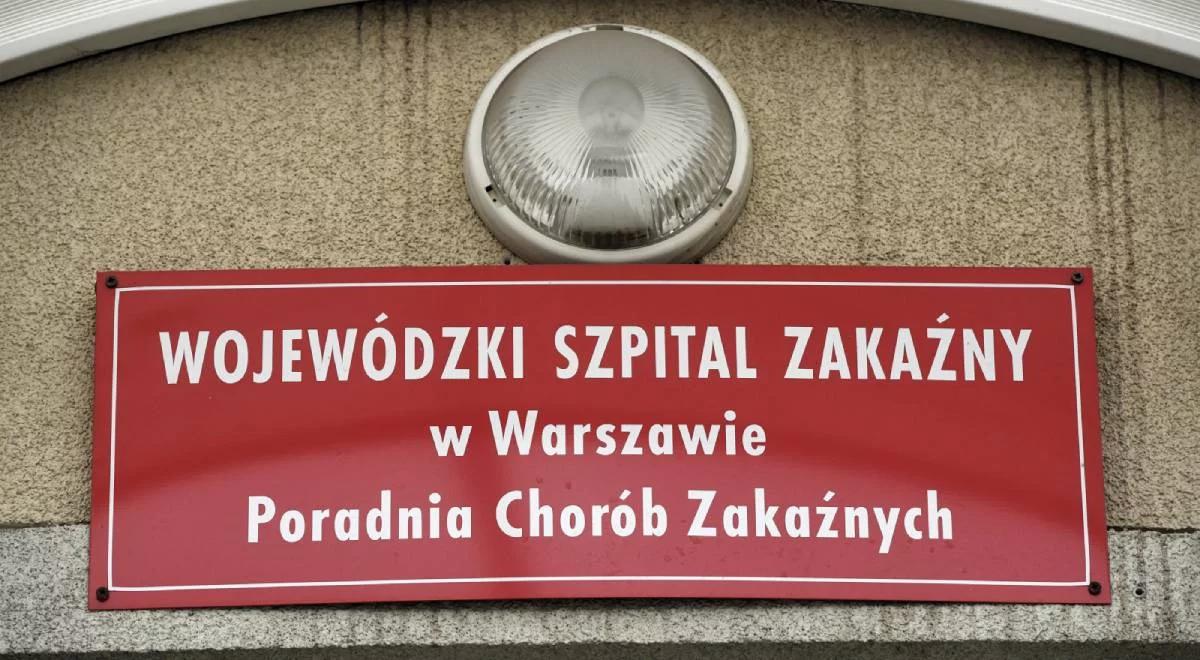 WOJEWÓDZKI SZPITAL ZAKAŹNY
w Warszawie
Poradnia Chorób Zakaźnych